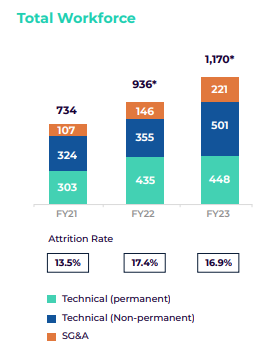 Total Workforce
1,170*
936*
734
221
146
107
501
355
324
448
435
303
FY21 FY22 FY23
Attrition Rate
13.5% 17.4% 16.9%
Technical (permanent)
Technical (Non-permanent)
SG&A